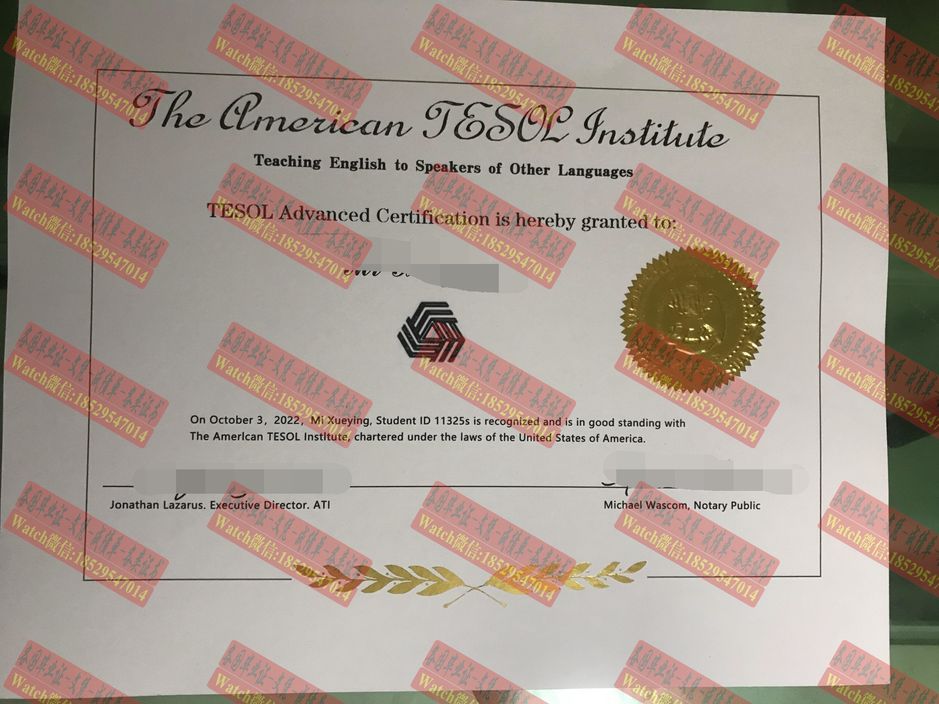 The American TESOL Institute
Teaching English to Speakers of Other Languages
TESOL Advanced Certification is hereby granted to:
On October 3, 2022, Mi Xueying, Student ID 11325s is recognized and is in good standing with
The American TESOL Institute, chartered under the laws of the United States of America.
Jonathan Lazarus. Executive Director. ATI
Michael Wascom, Notary Public
Watch微信:18529547014